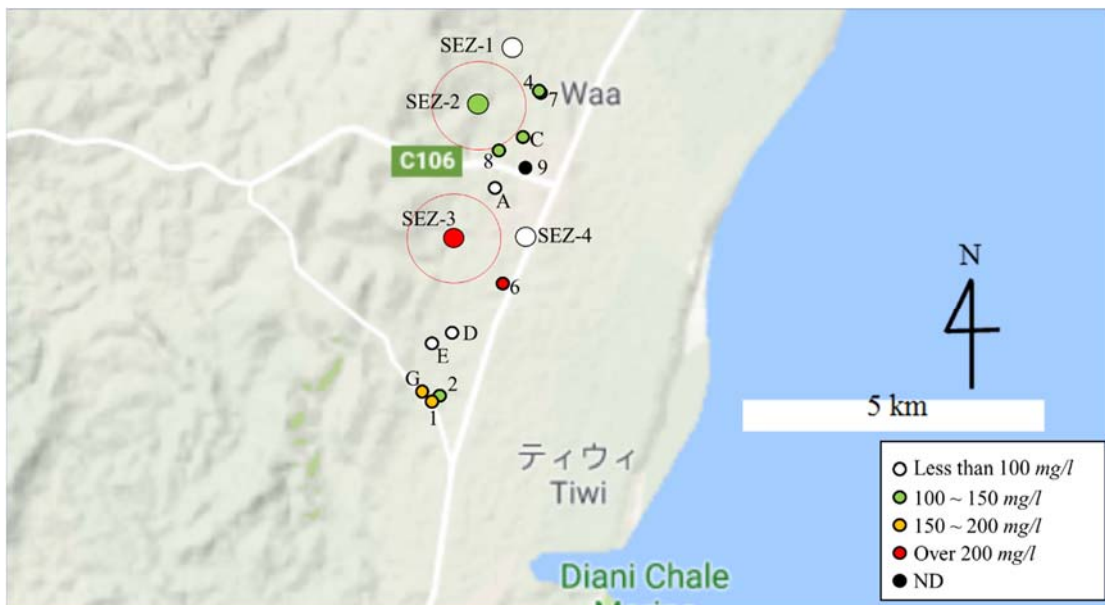 SEZ-1
4
7
Waa
SEZ-2
C
8
9
C106
A
SEZ-3
SEZ-4
N
6
D
E
G
2
1
5 km
ティウィ
Tiwi
Less than 100 mg/l
100 ~ 150 mg/l
150 ~ 200 mg/l
Over 200 mg/l
ND
Diani Chale